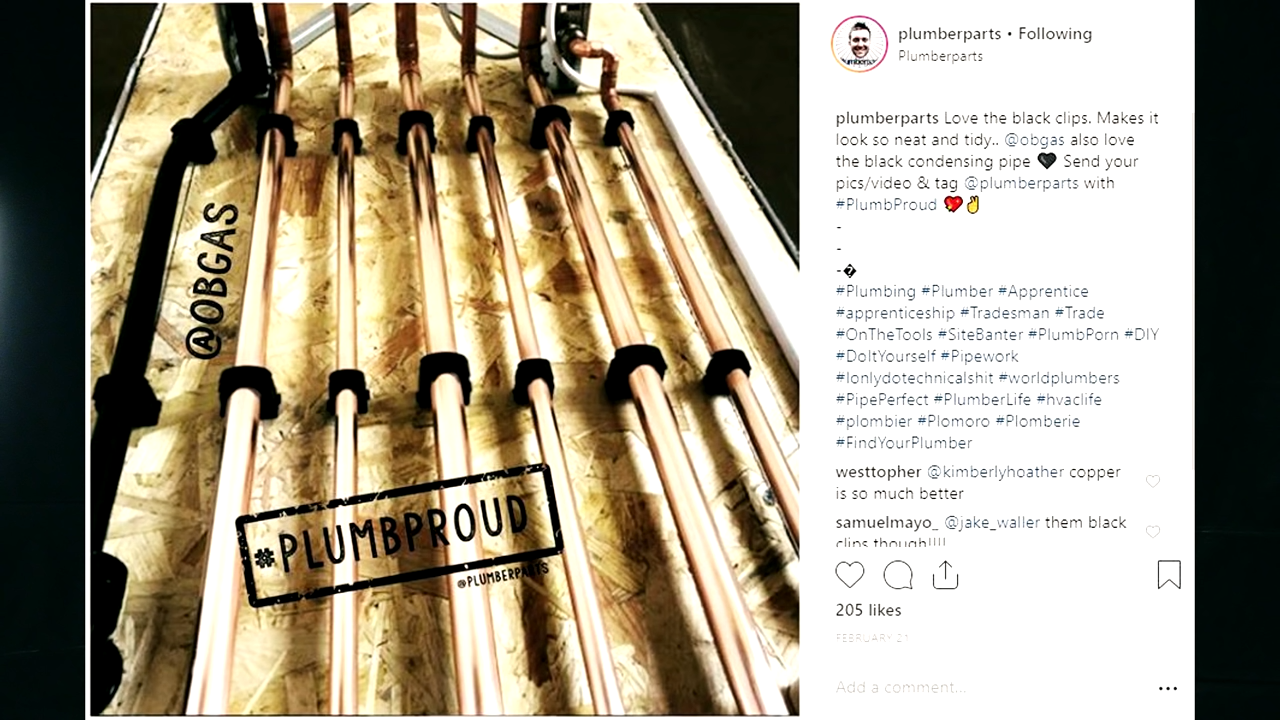 @OBGAS
#PLUMBPROUD
@PLUMBERPARTS
plumberparts • Following
Plumberparts
plumberparts Love the black clips. Makes it
look so neat and tidy.. @obgas also love
the black condensing pipe 🖤 Send your
pics/video & tag @plumberparts with
#PlumbProud 💖✌
-
-
-�
#Plumbing #Plumber #Apprentice
#apprenticeship #Tradesman #Trade
#OnTheTools #SiteBanter #PlumbPorn #DIY
#DoItYourself #Pipework
#Ionlydotechnicalshit #worldplumbers
#PipePerfect #PlumberLife #hvaclife
#plombier #Plomoro #Plomberie
#FindYourPlumber
westtopher @kimberlyhoather copper
is so much better
samuelmayo_ @jake_waller them black
clips though!!!!
205 likes
FEBRUARY 21
Add a comment...